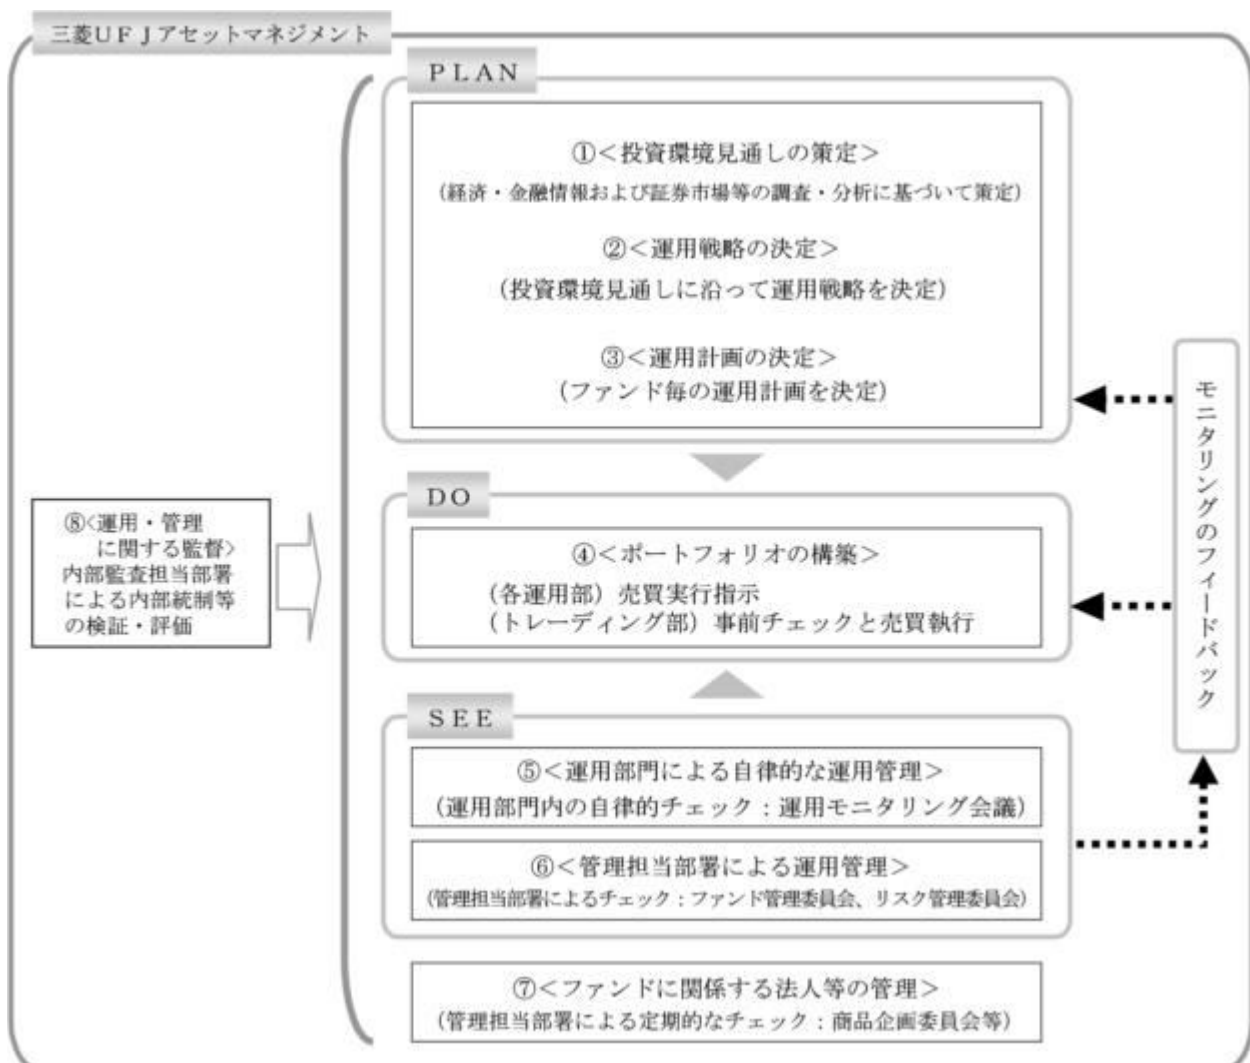 三菱UFJアセットマネジメント
PLAN
①<投資環境見通しの策定>
(経済・金融情報および証券市場等の調査・分析に基づいて策定)
②<運用戦略の決定>
(投資環境見通しに沿って運用戦略を決定)
③<運用計画の決定>
(ファンド毎の運用計画を決定)
DO
④<ポートフォリオの構築>
(各運用部)売買実行指示
(トレーディング部)事前チェックと売買執行
SEE
⑤<運用部門による自律的な運用管理>
(運用部門内の自律的チェック:運用モニタリング会議)
⑥<管理担当部署による運用管理>
(管理担当部署によるチェック:ファンド管理委員会、リスク管理委員会)
⑦<ファンドに関係する法人等の管理>
(管理担当部署による定期的なチェック:商品企画委員会等)
⑧<運用・管理
に関する監督>
内部監査担当部署
による内部統制等
の検証・評価
モニタリングのフィードバック